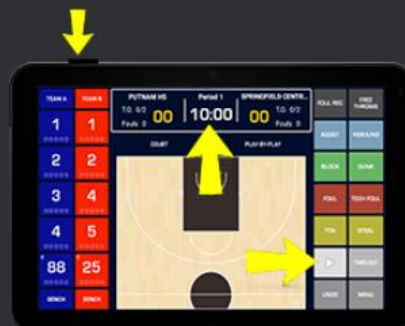 TEAM A
TEAM B
PUTNAM HS
Period 1
SPRINGFIELD CENTR...
T.O. 0/2
00
10:00
00
T.O. 0/2
Fouls 0
Fouls 0
COURT
PLAY BY PLAY
1
1
2
2
3
4
4
5
88
25
BENCH
BENCH
FOUL REC
FREE THROWS
ASSIST
REBOUND
BLOCK
DUNK
FOUL
TECH FOUL
TOV
STEAL
TIMEOUT
UNDO
MENU